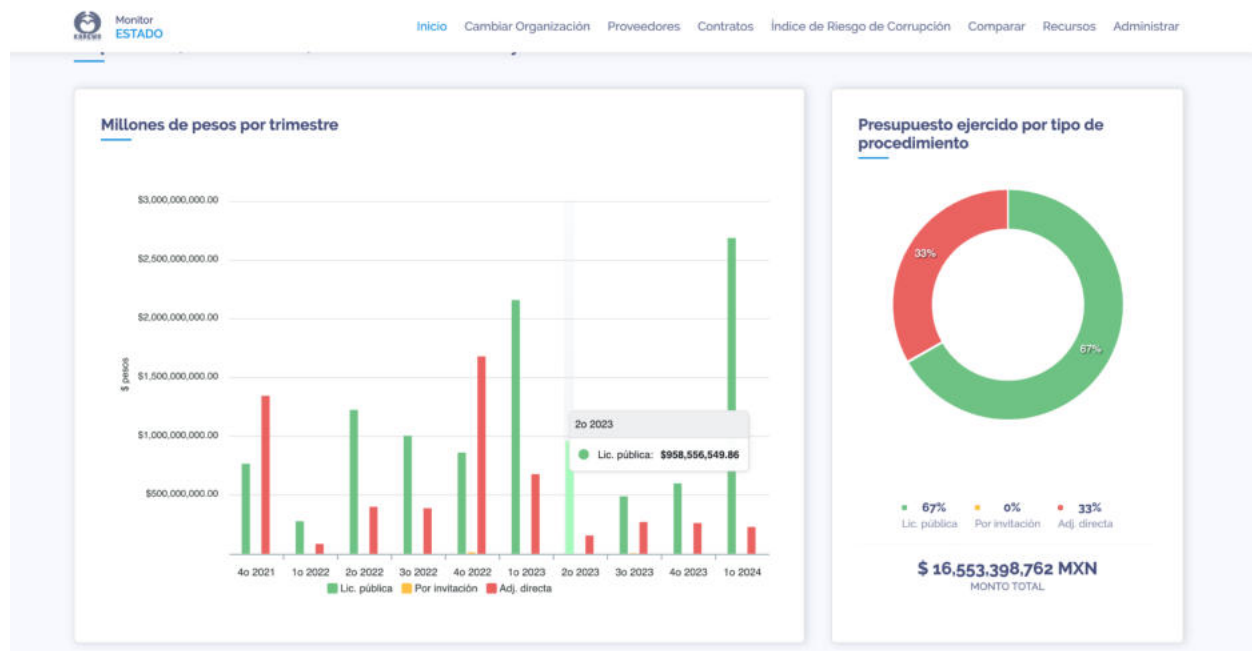 Monitor
ESTADO
KAREWA
Inicio Cambiar Organización Proveedores Contratos Índice de Riesgo de Corrupción Comparar Recursos Administrar
Millones de pesos por trimestre
$3,000,000,000.00
$2,500,000,000.00
$2,000,000,000.00
$1,500,000,000.00
$1,000,000,000.00
$500,000,000.00
$ pesos
2o 2023
Lic. pública: $958,556,549.86
4o 2021 1o 2022 2o 2022 3o 2022 4o 2022 1o 2023 2o 2023 3o 2023 4o 2023 1o 2024
Lic. pública Por invitación Adj. directa
Presupuesto ejercido por tipo de
procedimiento
33%
67%
67% 0% 33%
Lic. pública Por invitación Adj. directa
$ 16,553,398,762 MXN
MONTO TOTAL